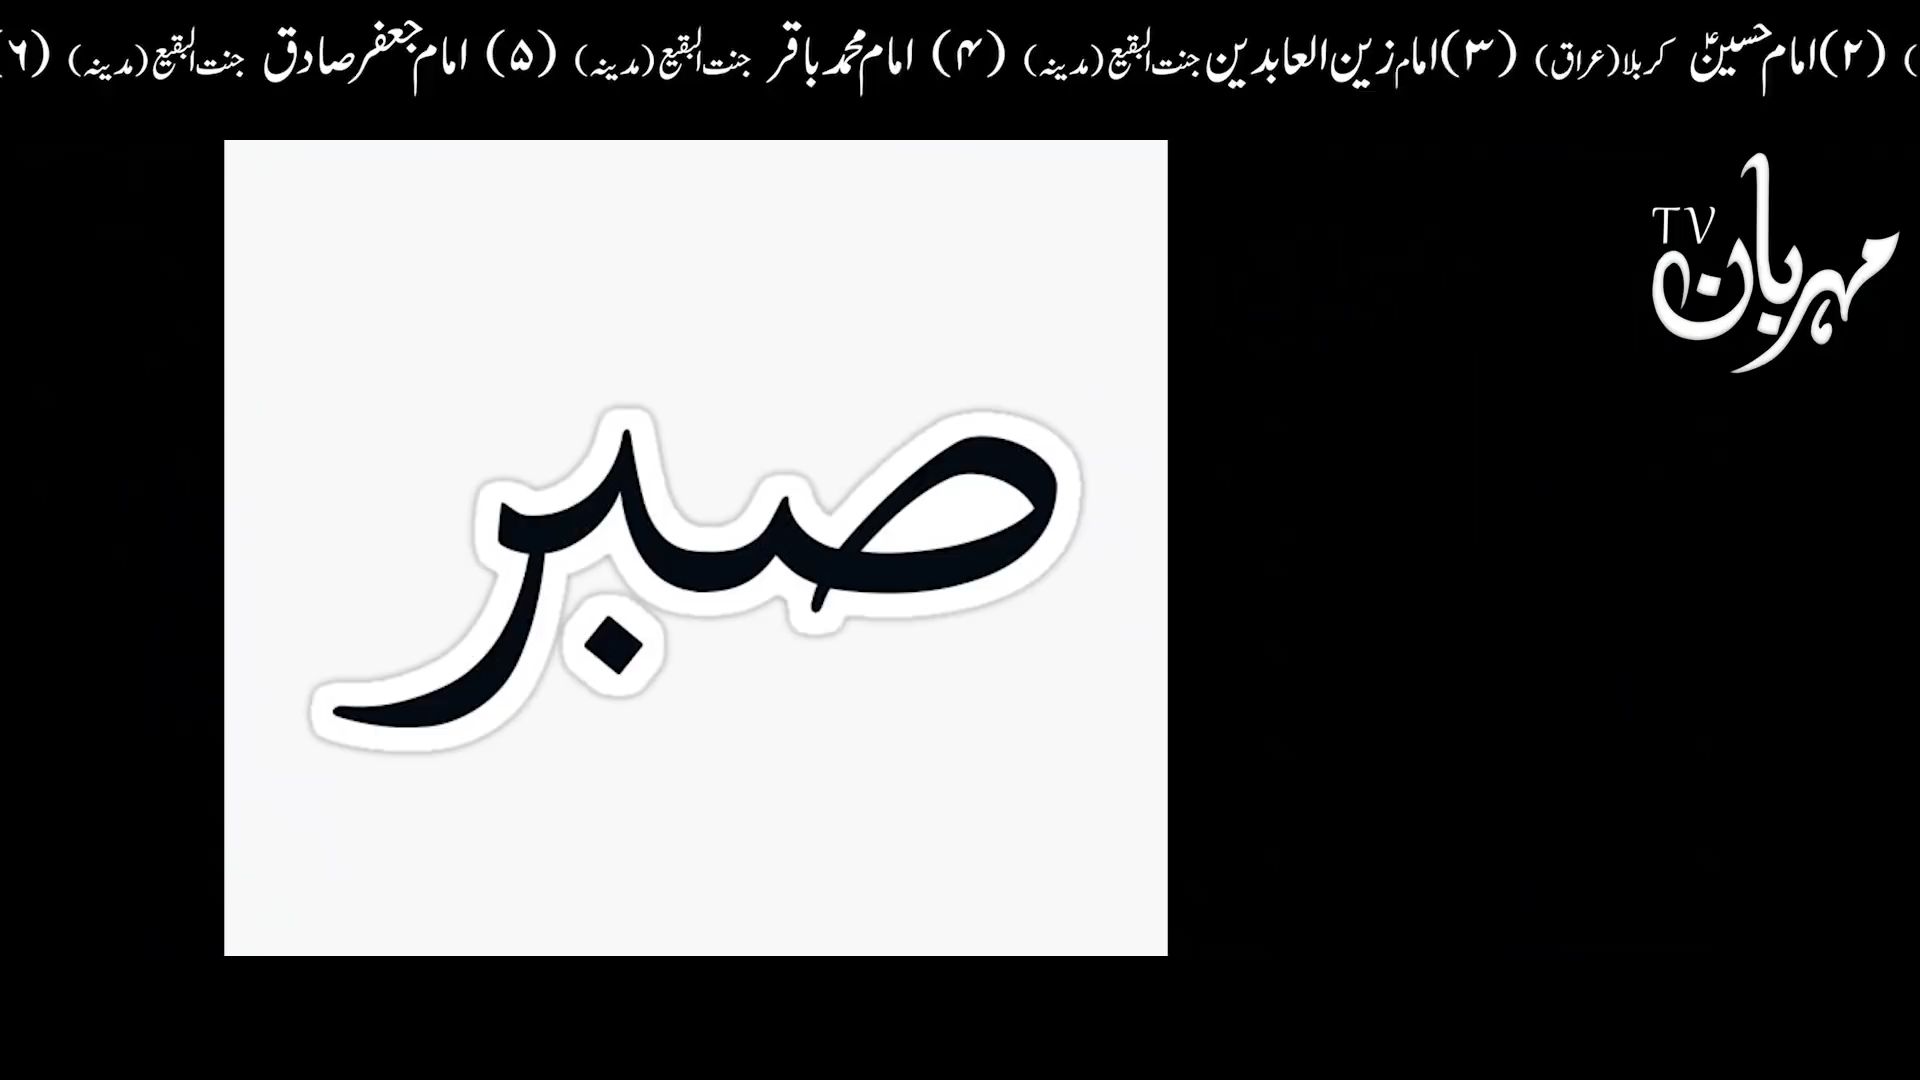 (۲) امام حسینؑ کربلا (عراق) (۳) امام زین العابدین جنت البقیع (مدینہ) (۴) امام محمد باقر جنت البقیع (مدینہ) (۵) امام جعفر صادق جنت البقیع (مدینہ) (۶)
مہربان TV
صبر